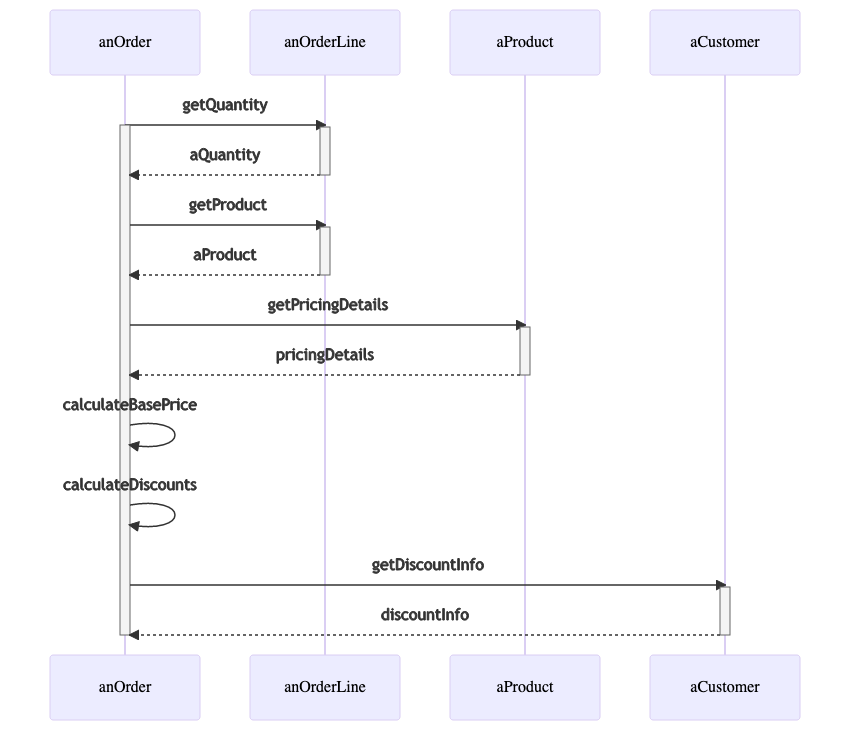 anOrder
anOrderLine
aProduct
aCustomer
getQuantity
aQuantity
getProduct
aProduct
getPricingDetails
pricingDetails
calculateBasePrice
calculateDiscounts
getDiscountInfo
discountInfo
anOrder
anOrderLine
aProduct
aCustomer